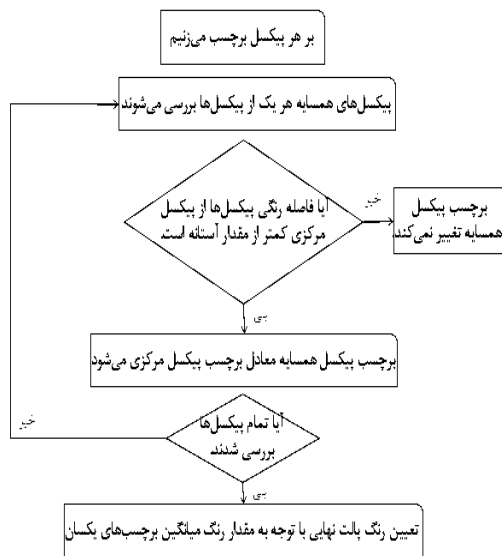 بر هر پیکسل برچسب می‌زنیم
پیکسل‌های همسایه هر یک از پیکسل‌ها بررسی می‌شوند
آیا فاصله رنگی پیکسل‌ها از پیکسل
مرکزی کمتر از مقدار آستانه است.
خیر
برچسب پیکسل
همسایه تغییر نمی‌کند.
بلی
برچسب پیکسل همسایه معادل برچسب پیکسل مرکزی می‌شود
آیا تمام پیکسل‌ها
بررسی شدند.
خیر
بلی
تعیین رنگ پالت نهایی با توجه به مقدار رنگ میانگین برچسب‌های یکسان